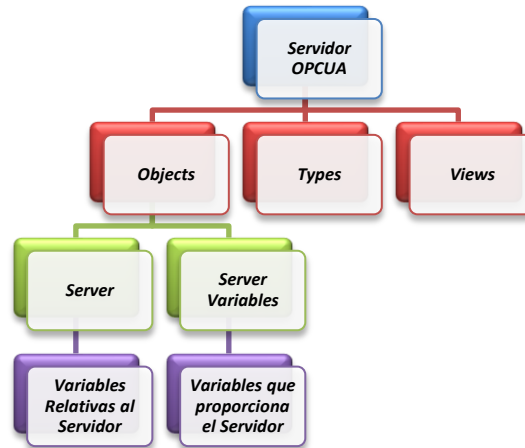 Servidor
OPCUA
Objects
Types
Views
Server
Server
Variables
Variables
Relativas al
Servidor
Variables que
proporciona
el Servidor